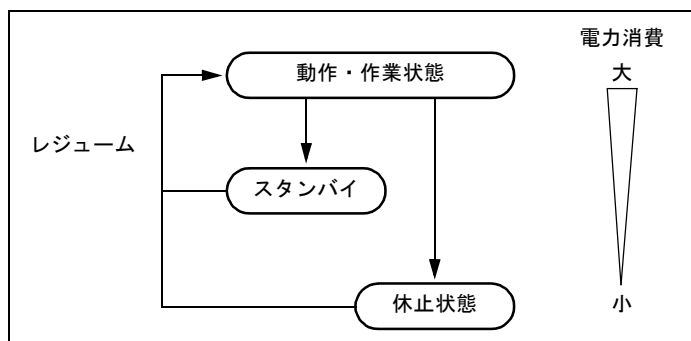 電力消費
動作・作業状態
大
レジューム
スタンバイ
休止状態
小